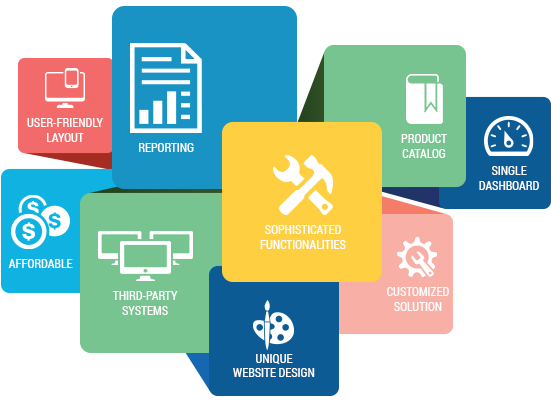 USER-FRIENDLY
LAYOUT
REPORTING
PRODUCT
CATALOG
SINGLE
DASHBOARD
SOPHISTICATED
FUNCTIONALITIES
AFFORDABLE
THIRD-PARTY
SYSTEMS
CUSTOMIZED
SOLUTION
UNIQUE
WEBSITE DESIGN